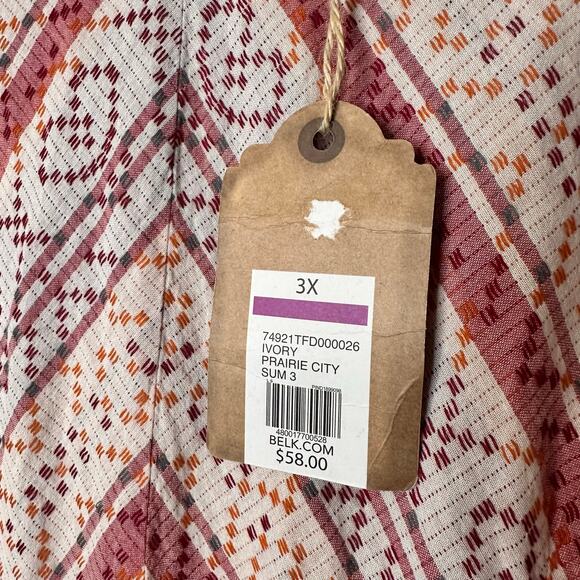 3X
74921TFD000026
IVORY
PRAIRIE CITY
SUM 3
480017700528
BELK.COM
$58.00